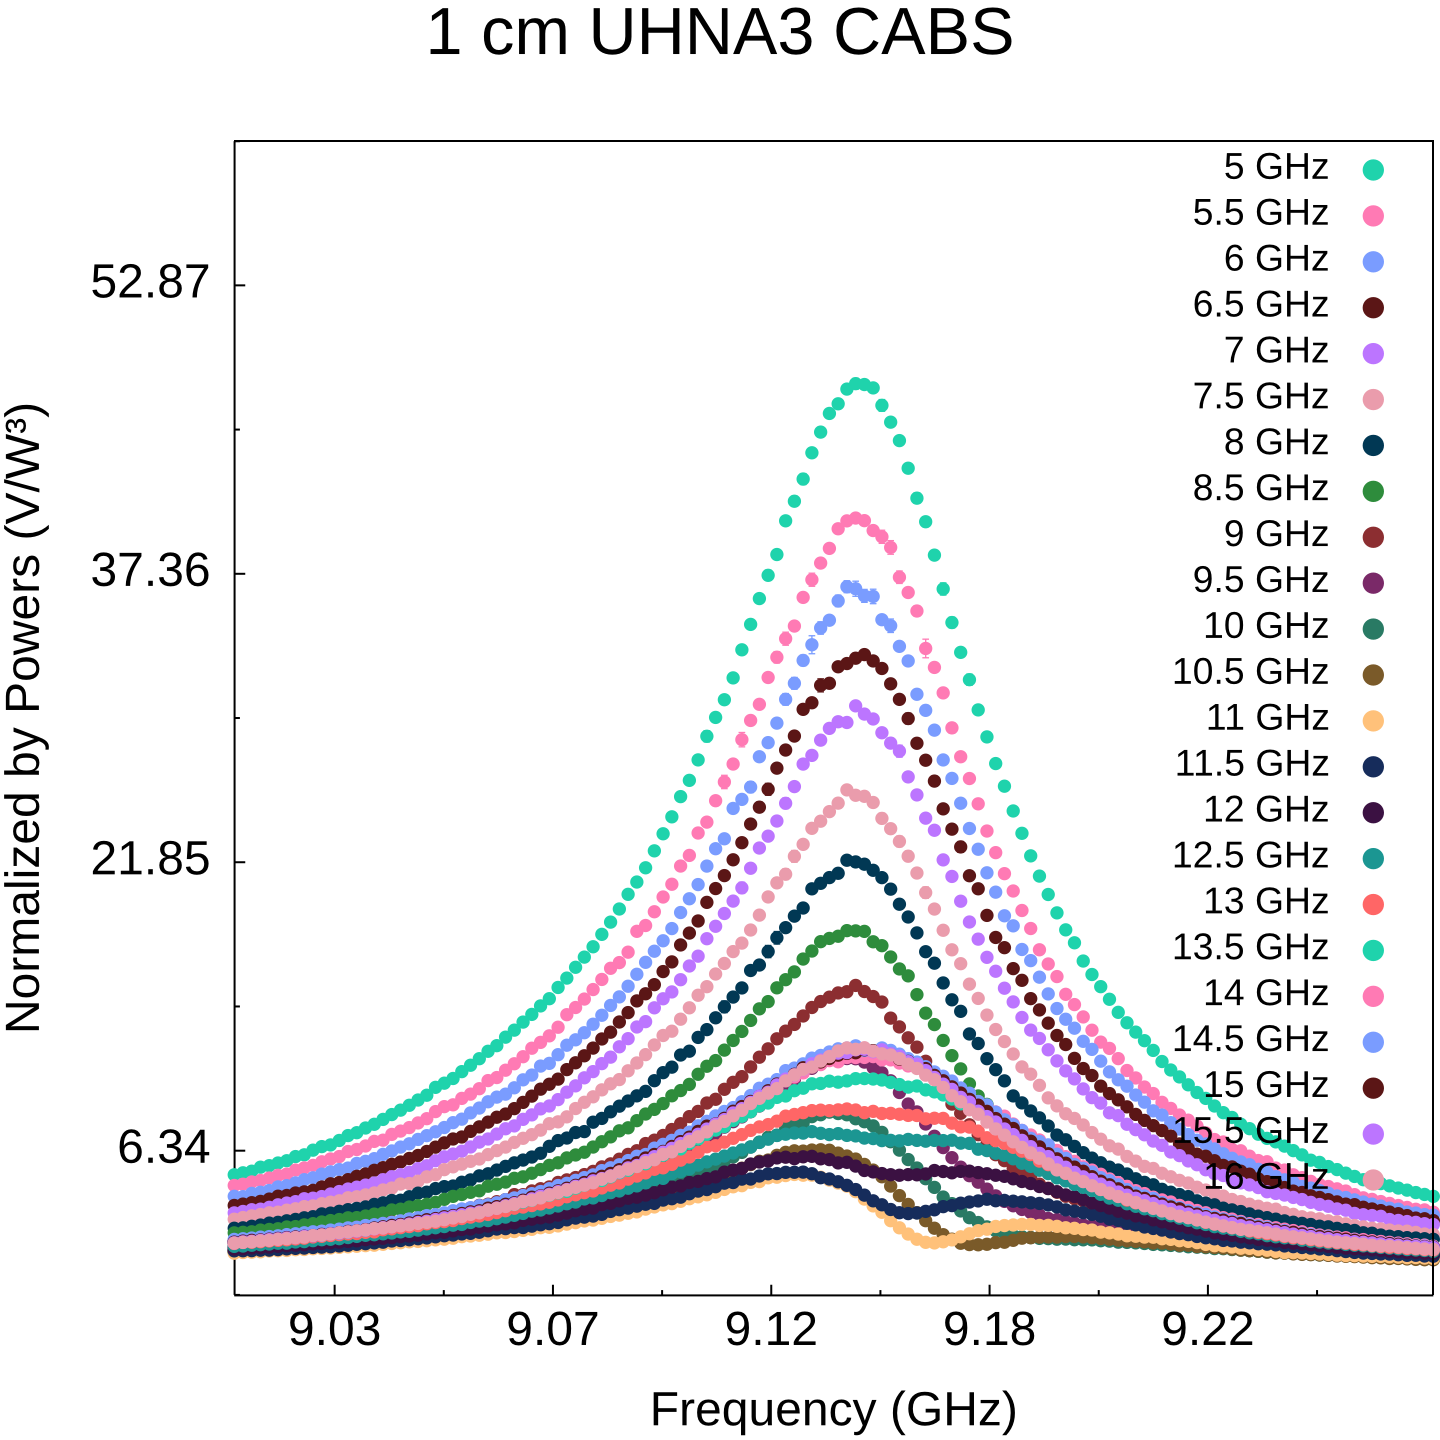 1 cm UHNA3 CABS
5 GHz
5.5 GHz
6 GHz
6.5 GHz
7 GHz
7.5 GHz
8 GHz
8.5 GHz
9 GHz
9.5 GHz
10 GHz
10.5 GHz
11 GHz
11.5 GHz
12 GHz
12.5 GHz
13 GHz
13.5 GHz
14 GHz
14.5 GHz
15 GHz
15.5 GHz
16 GHz
52.87
37.36
21.85
6.34
Normalized by Powers (V/W³)
9.03 9.07 9.12 9.18 9.22
Frequency (GHz)